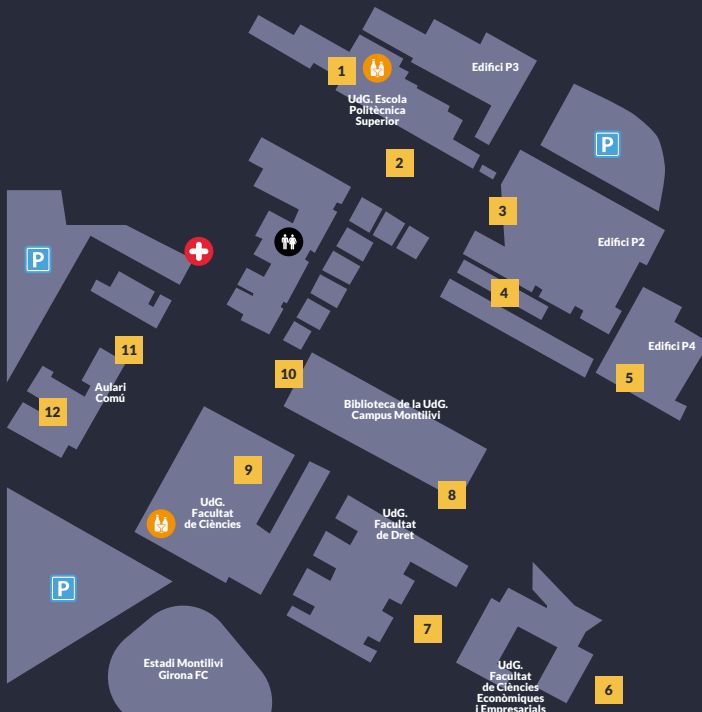 Edifici P3
1
UdG. Escola
Politècnica
Superior
P
2
3
Edifici P2
P
4
Edifici P4
11
10
5
Aulari
Comú
12
Biblioteca de la UdG.
Campus Montilivi
9
8
UdG.
Facultat
de Ciències
UdG.
Facultat
de Dret
P
7
Estadi Montilivi
Girona FC
UdG.
Facultat
de Ciències
Econòmiques
i Empresarials
6